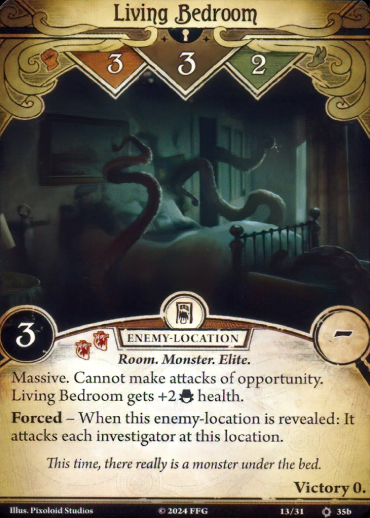 Living Bedroom
3 3 2
3 -
ENEMY-LOCATION
Room. Monster. Elite.
Massive. Cannot make attacks of opportunity.
Living Bedroom gets +2 health.
Forced – When this enemy-location is revealed: It
attacks each investigator at this location.
This time, there really is a monster under the bed.
Victory 0.
Illus. Pixoloid Studios © 2024 FFG 13/31 35b